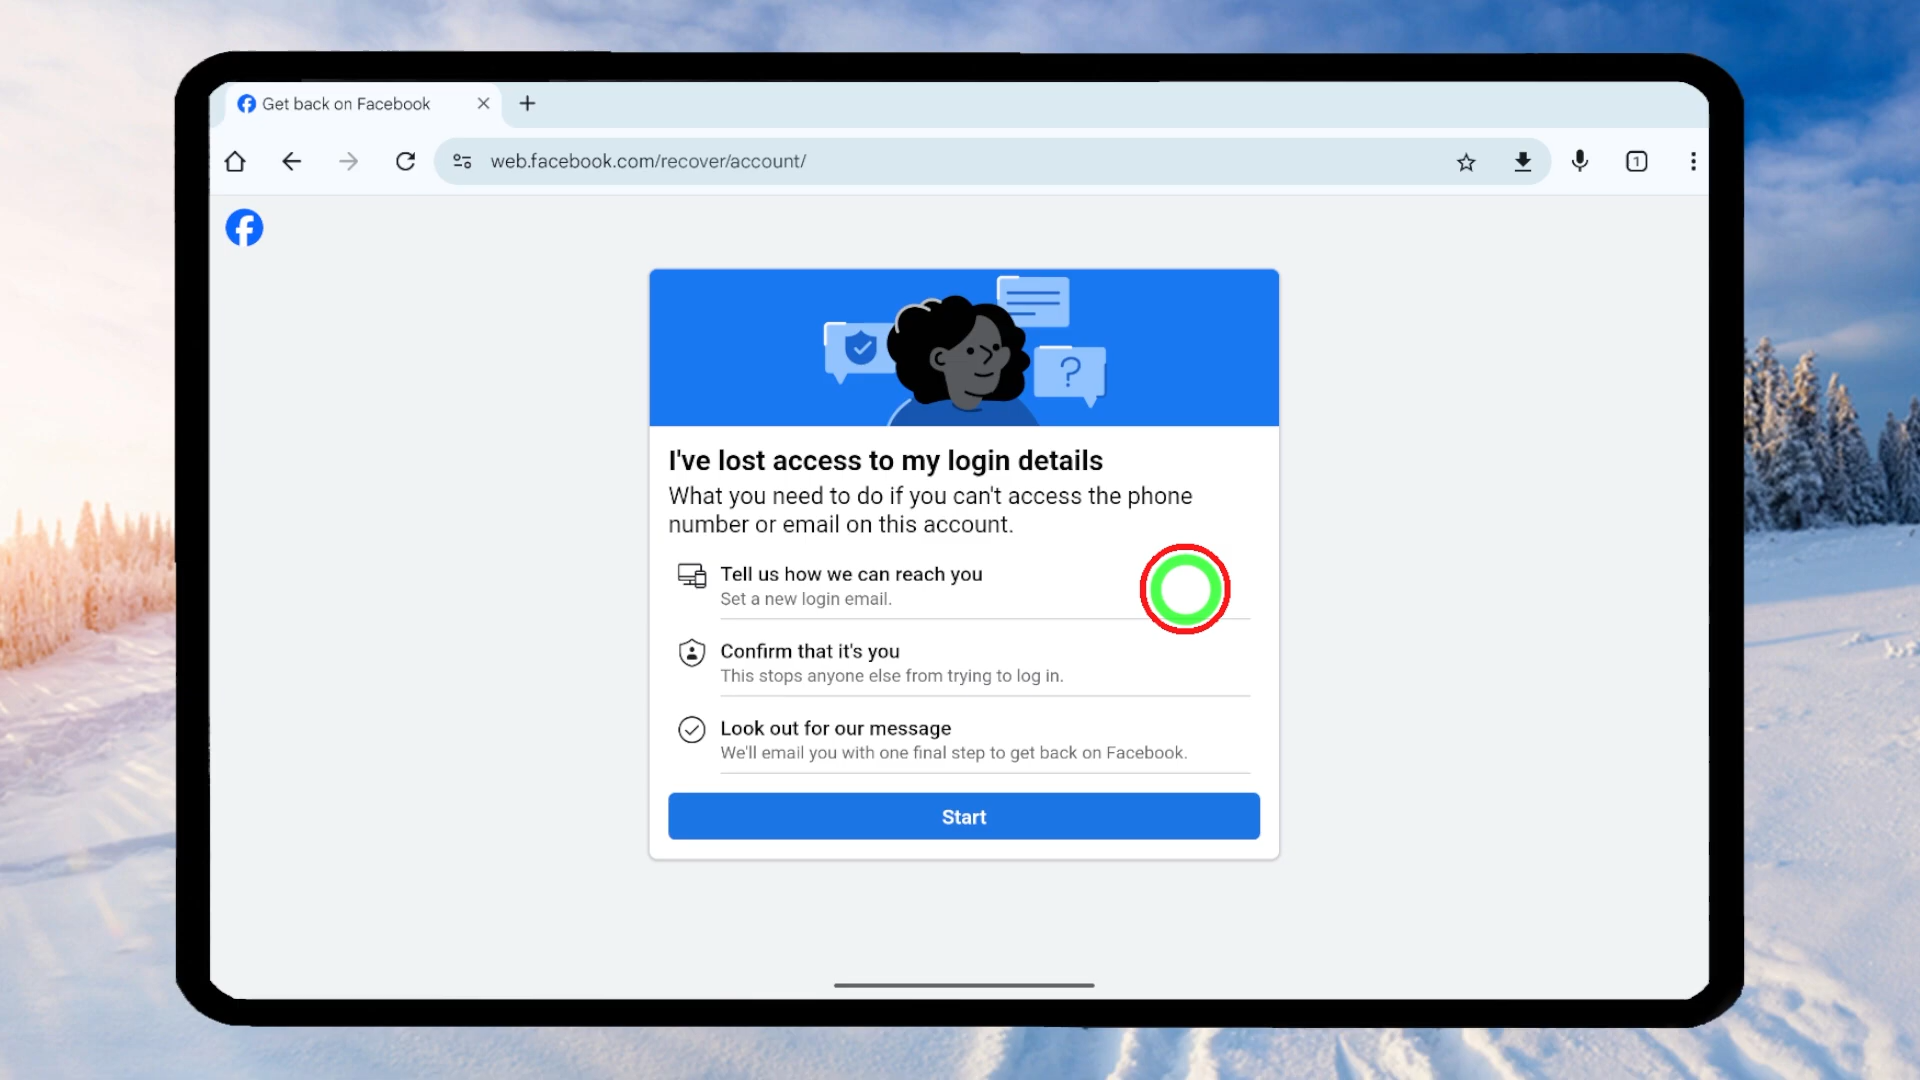 Get back on Facebook
web.facebook.com/recover/account/
1
?
I've lost access to my login details
What you need to do if you can't access the phone
number or email on this account.
Tell us how we can reach you
Set a new login email.
Confirm that it's you
This stops anyone else from trying to log in.
Look out for our message
We'll email you with one final step to get back on Facebook.
Start